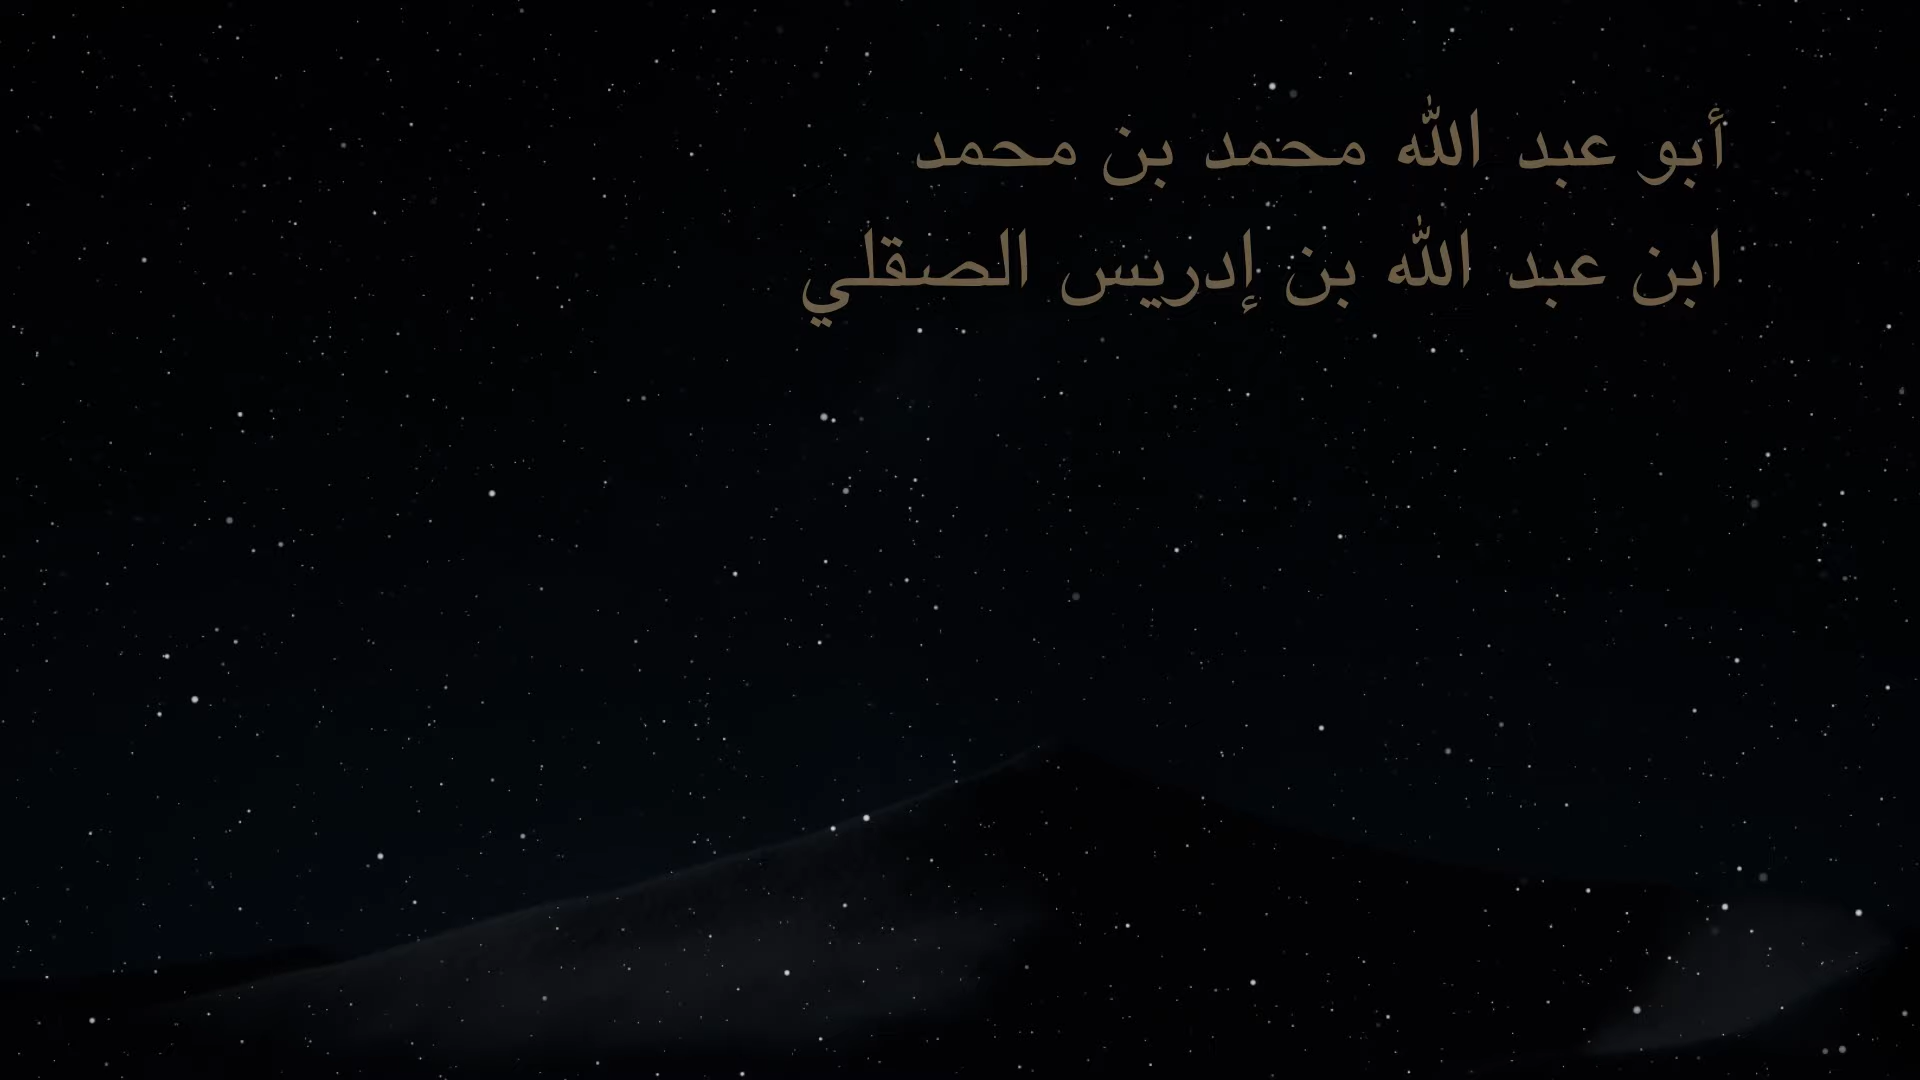 أبو عبد الله محمد بن محمد
ابن عبد الله بن إدريس الصقلي